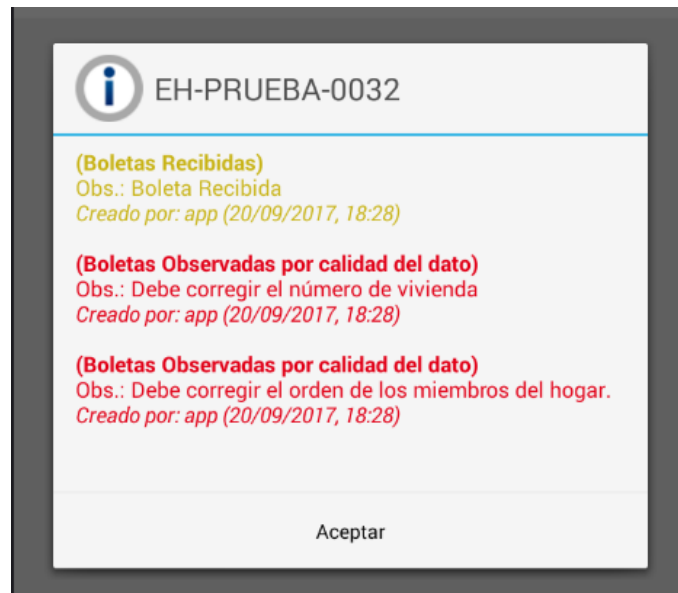 EH-PRUEBA-0032
(Boletas Recibidas)
Obs.: Boleta Recibida
Creado por: app (20/09/2017, 18:28)
(Boletas Observadas por calidad del dato)
Obs.: Debe corregir el número de vivienda
Creado por: app (20/09/2017, 18:28)
(Boletas Observadas por calidad del dato)
Obs.: Debe corregir el orden de los miembros del hogar.
Creado por: app (20/09/2017, 18:28)
Aceptar